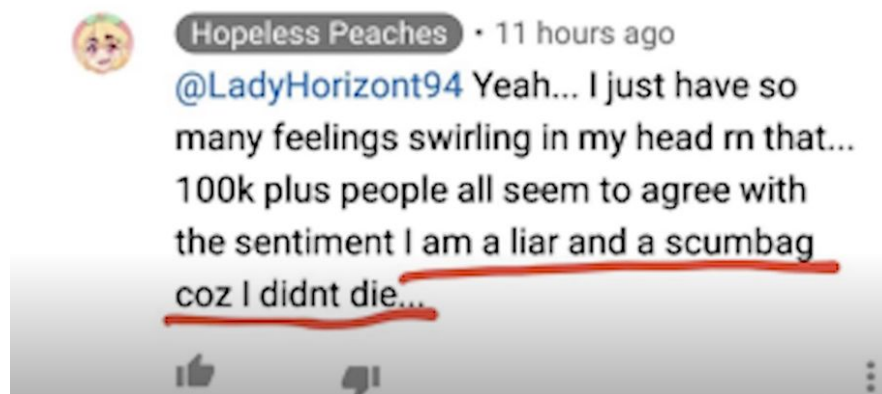 Hopeless Peaches • 11 hours ago
@LadyHorizont94 Yeah... I just have so
many feelings swirling in my head rn that...
100k plus people all seem to agree with
the sentiment I am a liar and a scumbag
coz I didnt die...